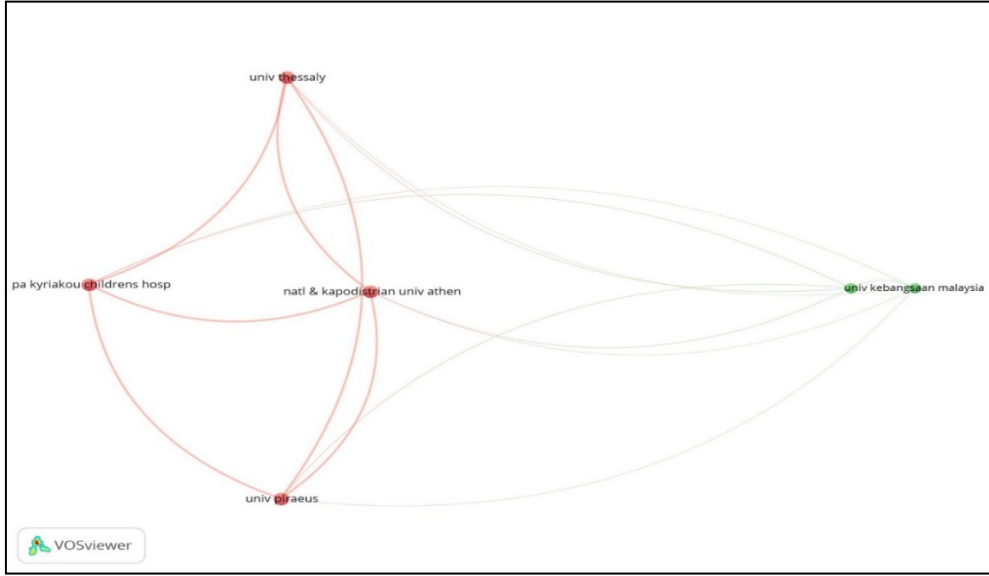 univ thessaly
pa kyriakou childrens hosp
natl & kapodistrian univ athen
univ kebangsaan malaysia
univ piraeus
VOSviewer